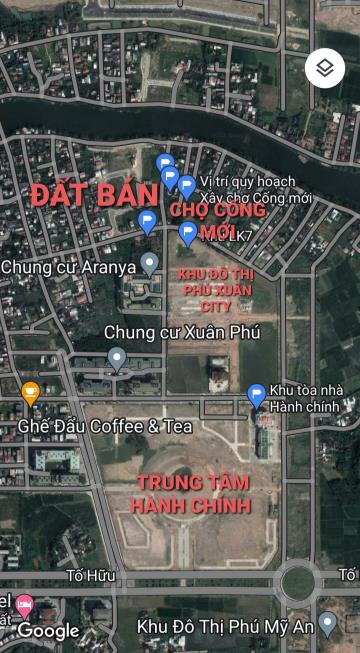 ĐẤT BÁN
Vị trí quy hoạch
Xây chợ Cống mới
CHỢ CỐNG
MỚI
LK7
Chung cư Aranya
KHU ĐÔ THỊ
PHÚ XUÂN
CITY
Chung cư Xuân Phú
Khu tòa nhà
Hành chính
Ghế Đẩu Coffee & Tea
TRUNG TÂM
HÀNH CHÍNH
Tố Hữu
Tố
el
ất
Google
Khu Đô Thị Phú Mỹ An